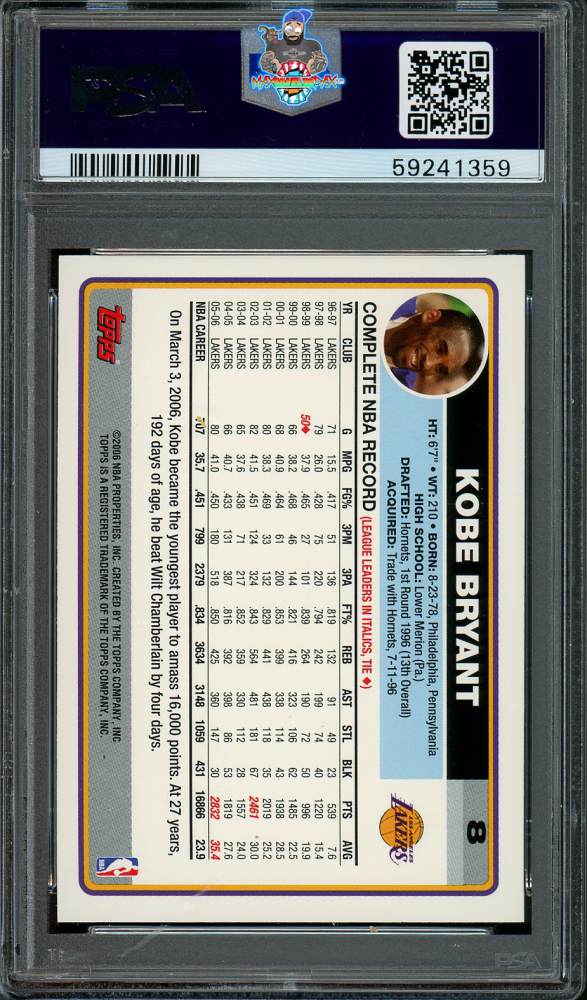 PSA
MAXWAXPAX
59241359
KOBE BRYANT
8
HT: 6'7" • WT: 210 • BORN: 8-23-78, Philadelphia, Pennsylvania
HIGH SCHOOL: Lower Merion (Pa.)
DRAFTED: Hornets, 1st Round 1996 (13th Overall)
ACQUIRED: Trade with Hornets, 7-11-96
LOS ANGELES
LAKERS
COMPLETE NBA RECORD (LEAGUE LEADERS IN ITALICS, TIE ♦)
YR CLUB G MPG FG% 3PM 3PA FT% REB AST STL BLK PTS AVG
96-97 LAKERS 71 15.5 .417 51 136 .819 132 91 49 23 539 7.6
97-98 LAKERS 79 26.0 .428 75 220 .794 242 199 74 40 1220 15.4
98-99 LAKERS 50♦ 37.9 .465 27 101 .839 264 190 72 50 996 19.9
99-00 LAKERS 66 38.2 .468 46 144 .821 416 323 106 62 1485 22.5
00-01 LAKERS 68 40.9 .464 61 200 .853 399 338 114 43 1938 28.5
01-02 LAKERS 80 38.3 .469 33 132 .829 441 438 118 35 2019 25.2
02-03 LAKERS 82 41.5 .451 124 324 .843 564 481 181 67 2461 30.0
03-04 LAKERS 65 37.6 .438 71 217 .852 359 330 112 28 1557 24.0
04-05 LAKERS 66 40.7 .433 131 387 .816 392 398 86 53 1819 27.6
05-06 LAKERS 80 41.0 .450 180 518 .850 425 360 147 30 2832 35.4
NBA CAREER 707 35.7 .451 799 2379 .834 3634 3148 1059 431 16866 23.9
On March 3, 2006, Kobe became the youngest player to amass 16,000 points. At 27 years,
192 days of age, he beat Wilt Chamberlain by four days.
topps
©2006 NBA PROPERTIES, INC. CREATED BY THE TOPPS COMPANY, INC.
TOPPS IS A REGISTERED TRADEMARK OF THE TOPPS COMPANY, INC.
NBA
PSA